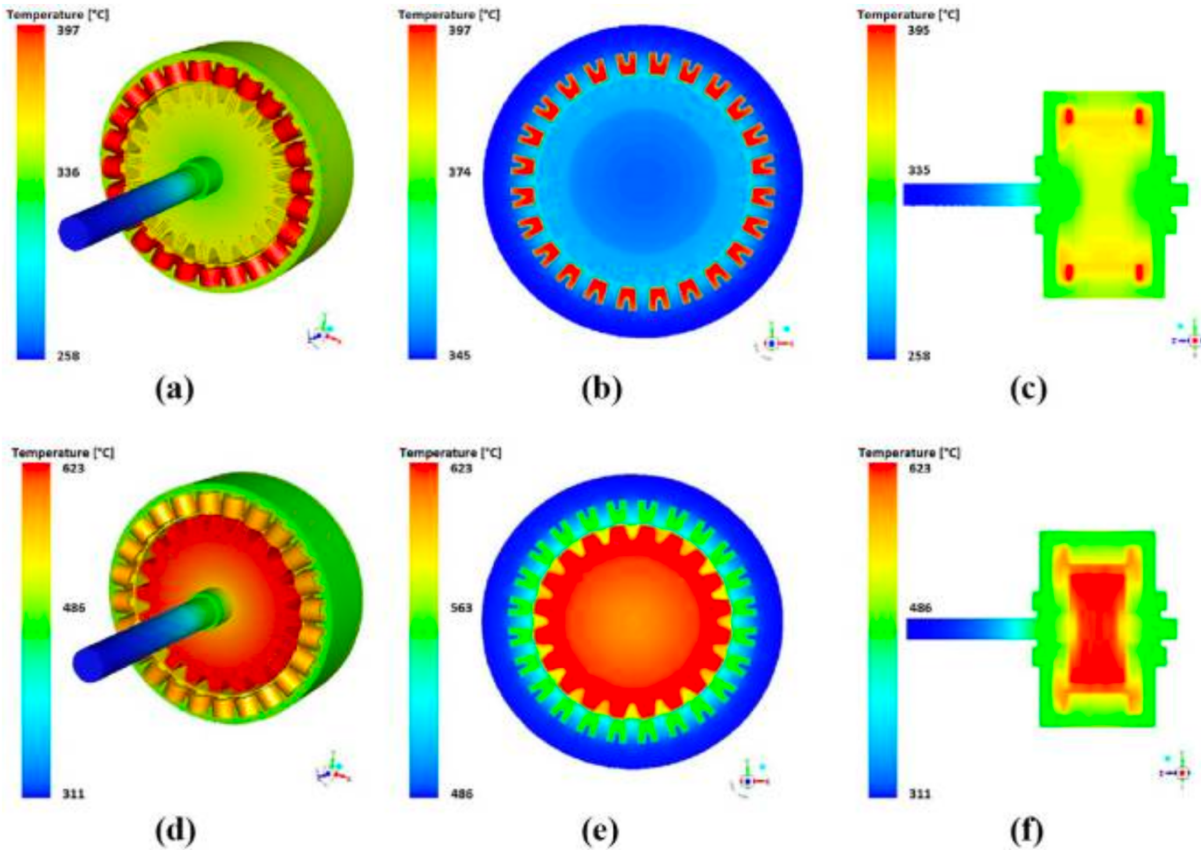 Temperature [°C]
397
336
258
(a)
Temperature [°C]
397
374
345
(b)
Temperature [°C]
395
335
258
(c)
Temperature [°C]
623
486
311
(d)
Temperature [°C]
623
563
486
(e)
Temperature [°C]
623
486
311
(f)